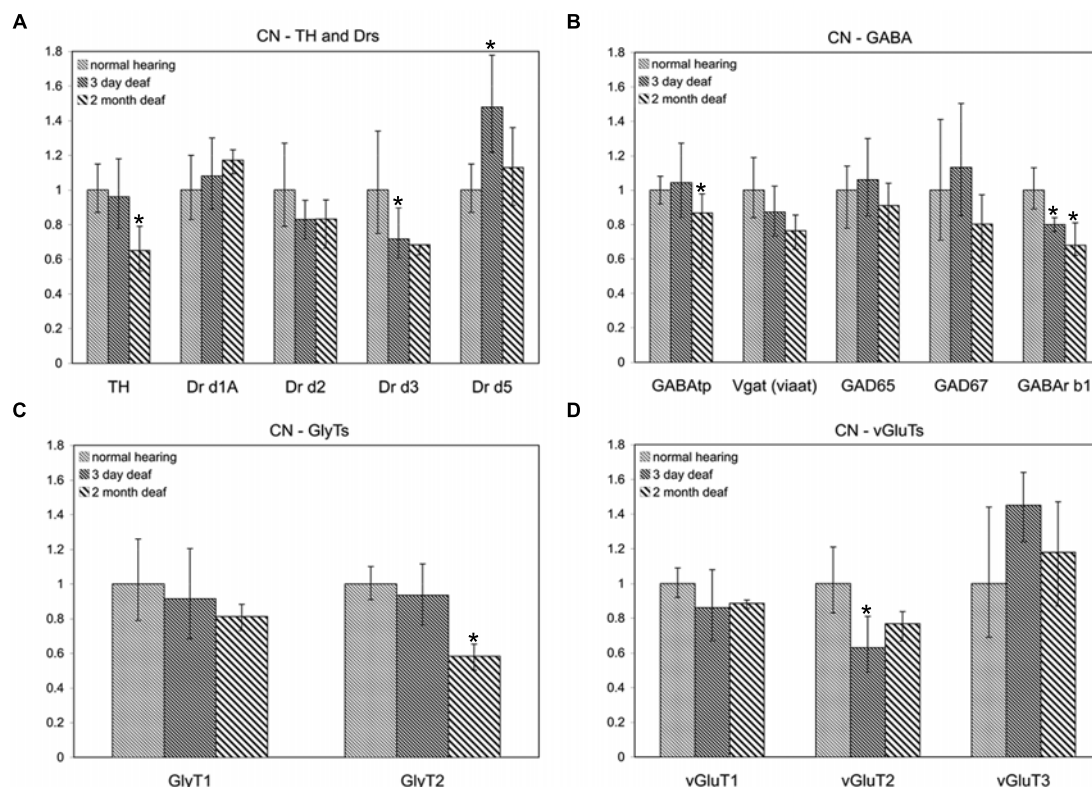 A
CN - TH and Drs
1.8
1.6
1.4
1.2
1
0.8
0.6
0.4
0.2
0
normal hearing
3 day deaf
2 month deaf
*
*
*
TH
Dr d1A
Dr d2
Dr d3
Dr d5
B
CN - GABA
1.8
1.6
1.4
1.2
1
0.8
0.6
0.4
0.2
0
normal hearing
3 day deaf
2 month deaf
*
*
*
GABAtp
Vgat (viaat)
GAD65
GAD67
GABAr b1
C
CN - GlyTs
1.8
1.6
1.4
1.2
1
0.8
0.6
0.4
0.2
0
normal hearing
3 day deaf
2 month deaf
*
GlyT1
GlyT2
D
CN - vGluTs
1.8
1.6
1.4
1.2
1
0.8
0.6
0.4
0.2
0
normal hearing
3 day deaf
2 month deaf
*
vGluT1
vGluT2
vGluT3